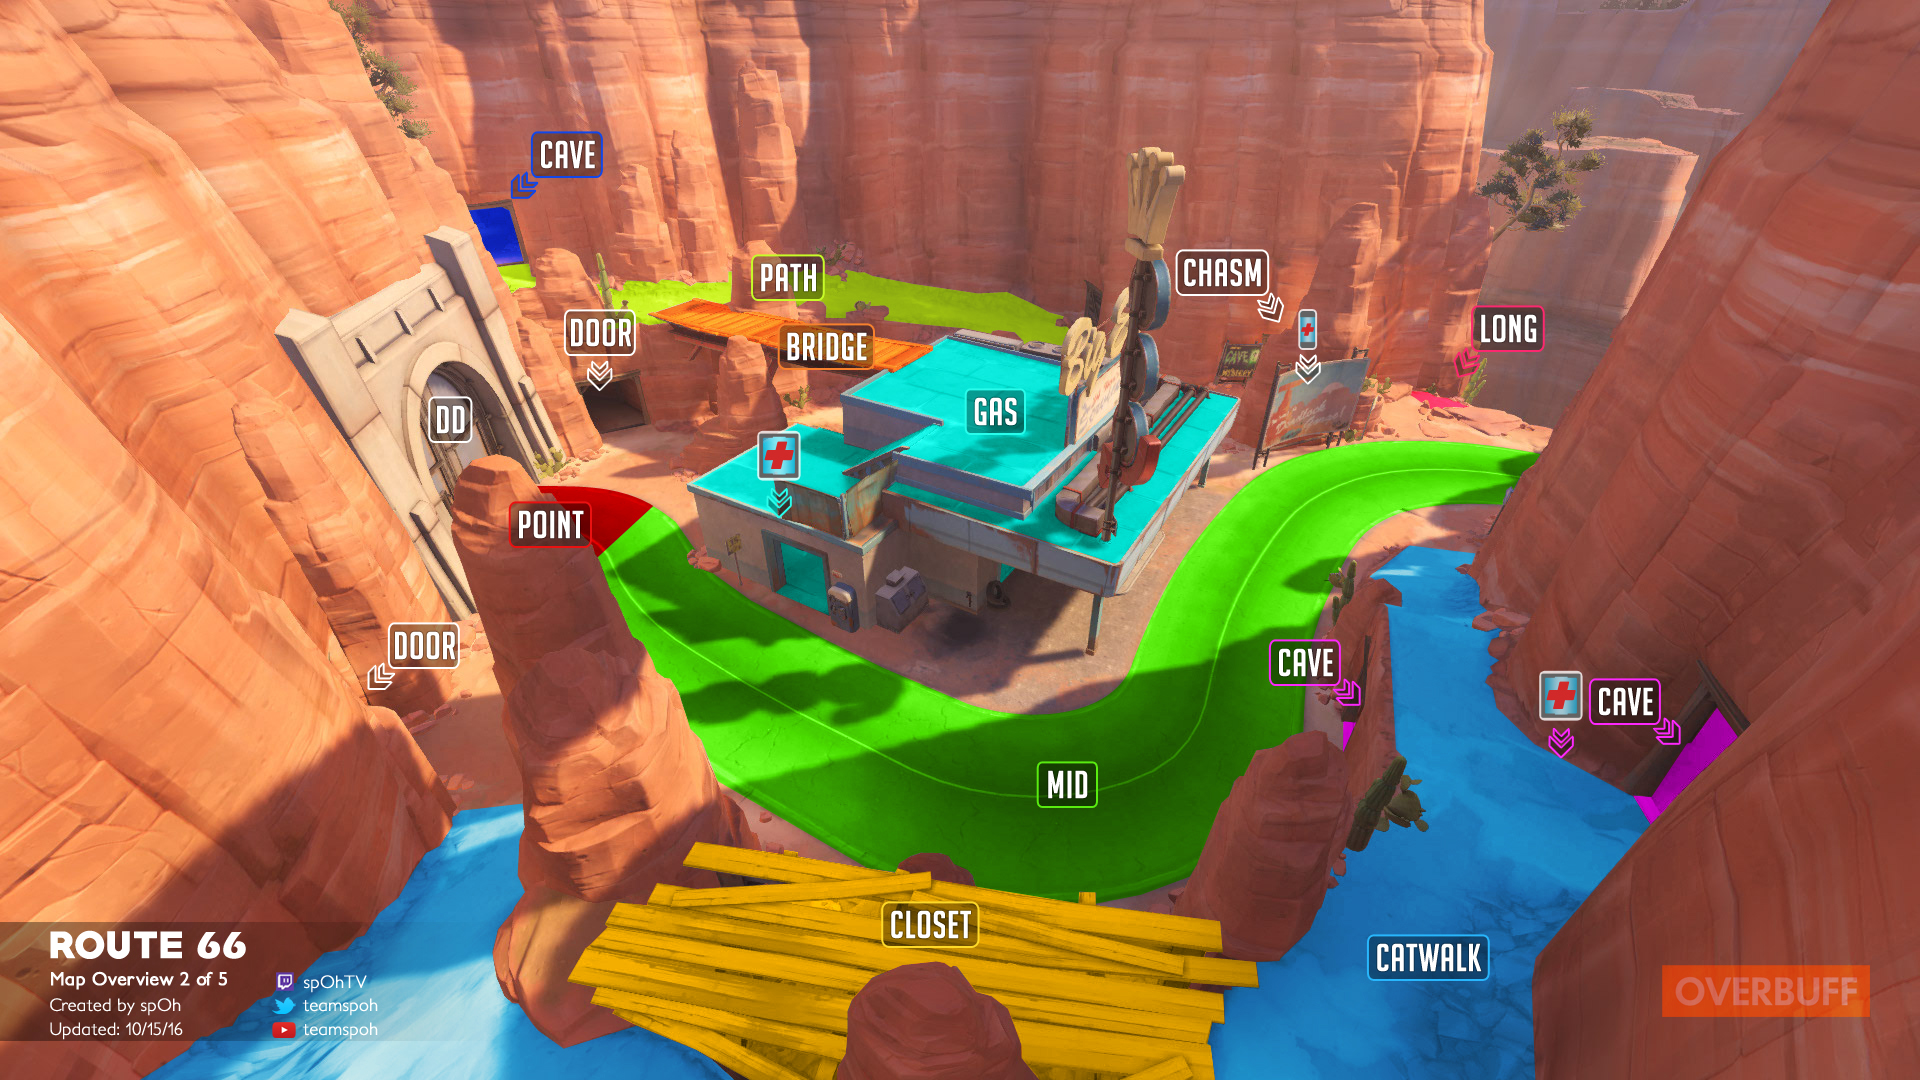 CAVE
PATH
CHASM
DOOR
BRIDGE
LONG
DD
GAS
POINT
DOOR
CAVE
CAVE
MID
CLOSET
CATWALK
ROUTE 66
Map Overview 2 of 5
Created by spOh
Updated: 10/15/16
spOhTV
teamspoh
teamspoh
OVERBUFF